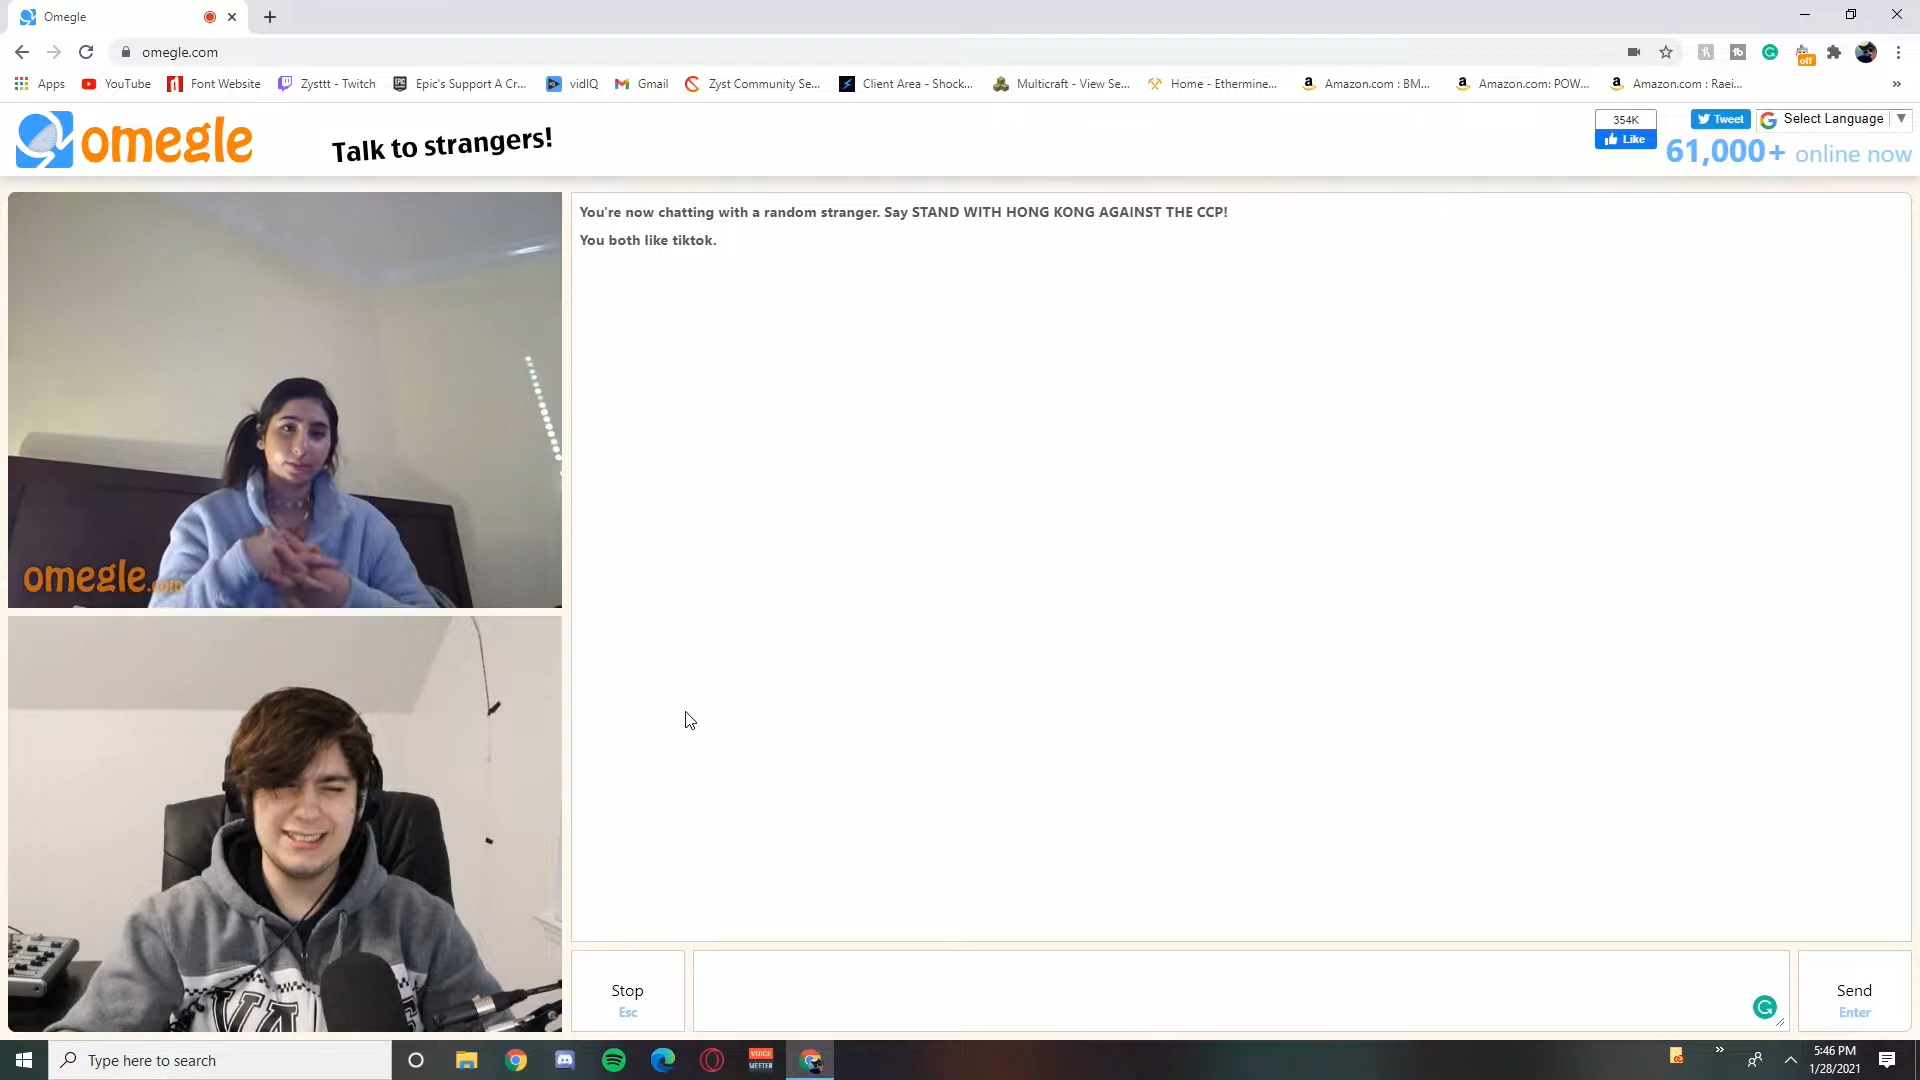 Omegle
omegle.com
Apps
YouTube
Font Website
Zysttt - Twitch
Epic's Support A Cr...
vidIQ
Gmail
Zyst Community Se...
Client Area - Shock...
Multicraft - View Se...
Home - Ethermine...
Amazon.com : BM...
Amazon.com: POW...
Amazon.com : Raei...
off
omegle
Talk to strangers!
354K
Like
Tweet
Select Language
61,000+ online now
You're now chatting with a random stranger. Say STAND WITH HONG KONG AGAINST THE CCP!
You both like tiktok.
omegle.com
Stop
Esc
Send
Enter
Type here to search
VOICE
MEETER
5:46 PM
1/28/2021